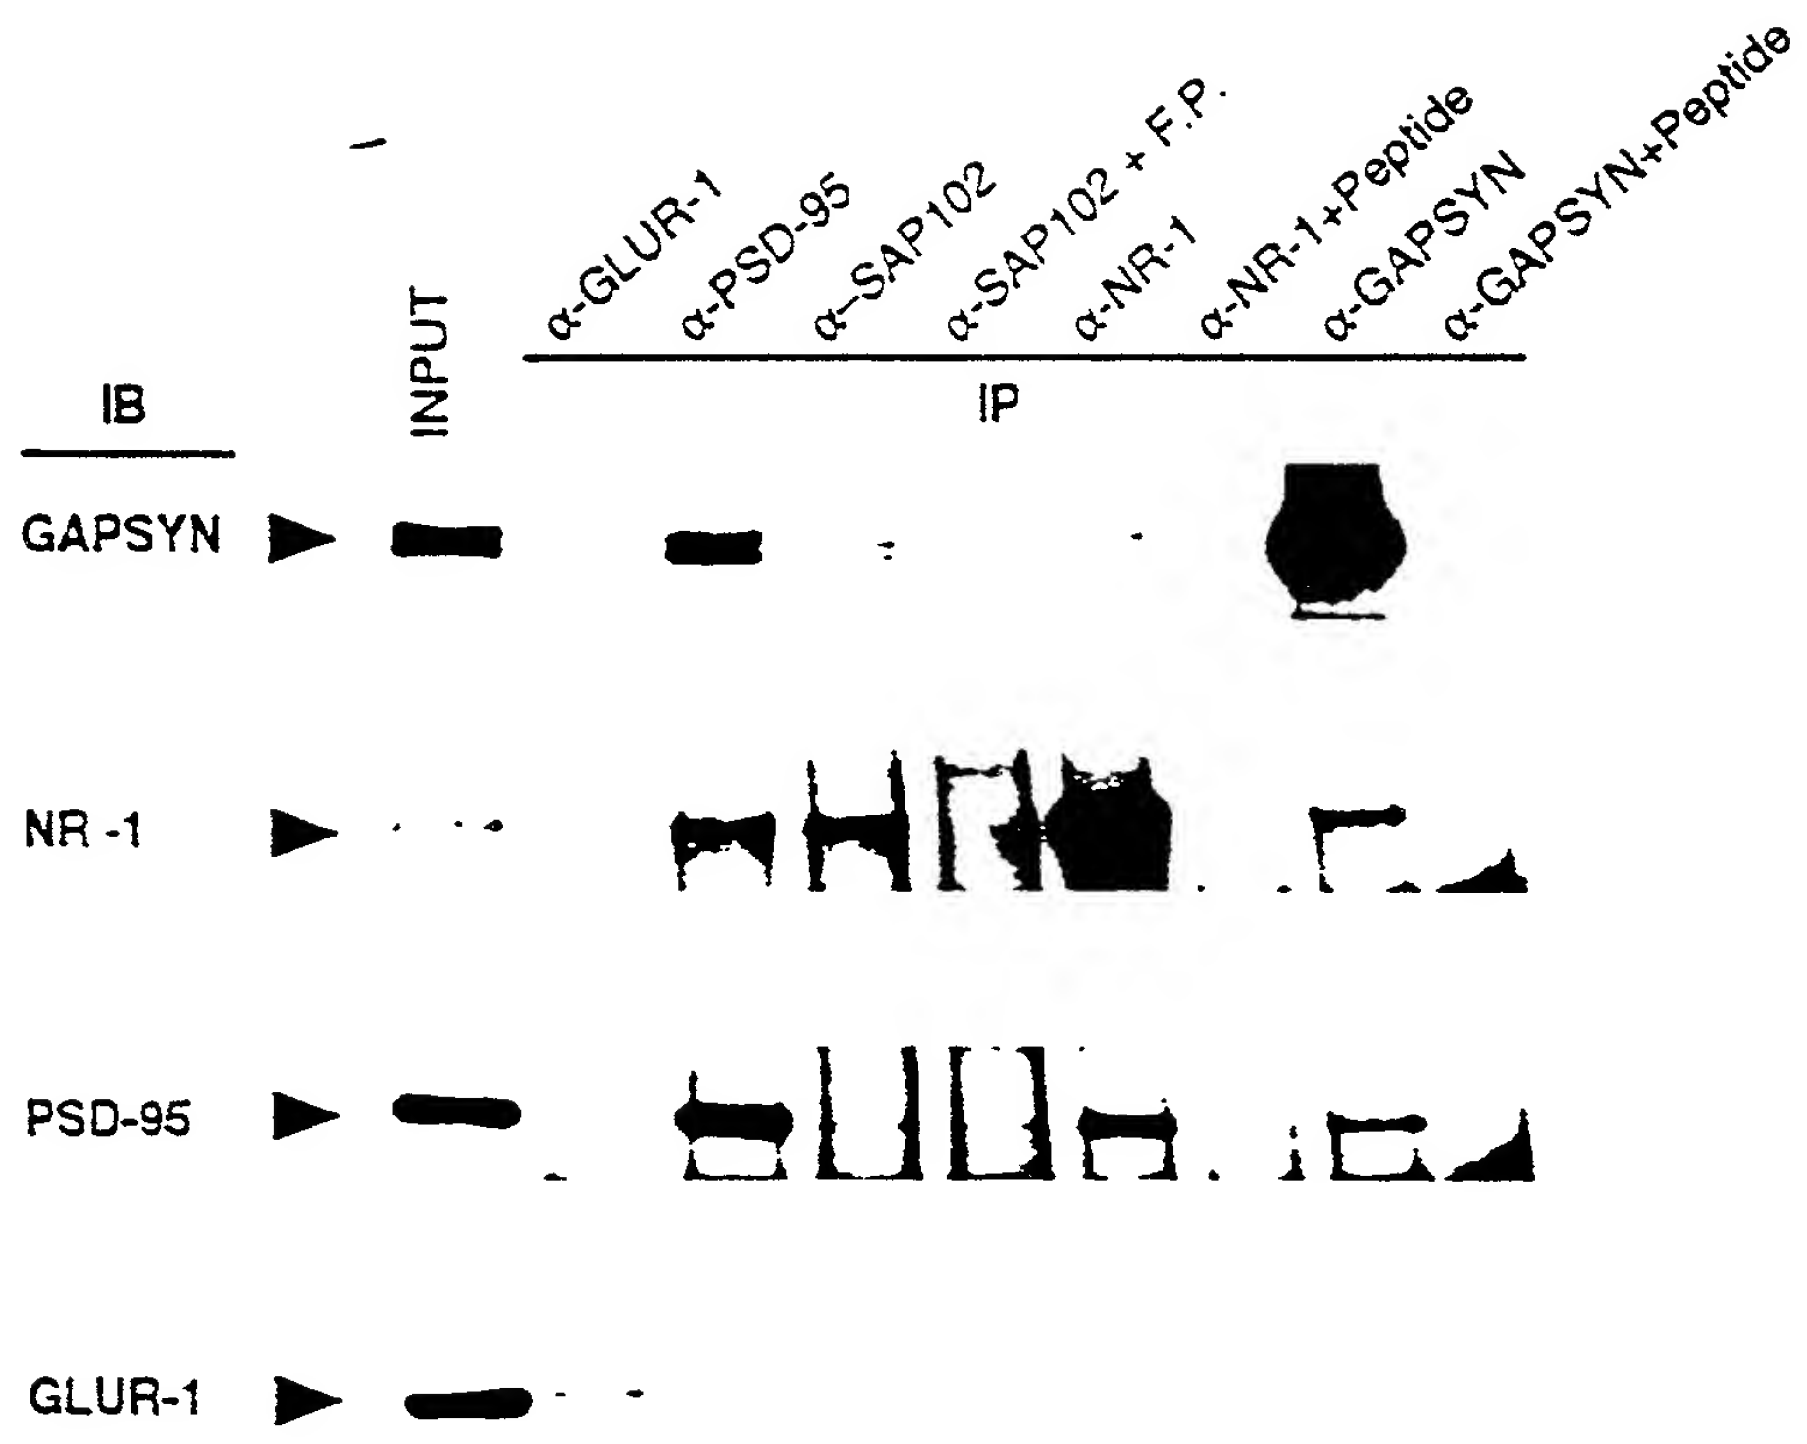 INPUT
α-GLUR-1
α-PSD-95
α-SAP102
α-SAP102 + F.P.
α-NR-1
α-NR-1+Peptide
α-GAPSYN
α-GAPSYN+Peptide
IB
IP
GAPSYN
NR -1
PSD-95
GLUR-1